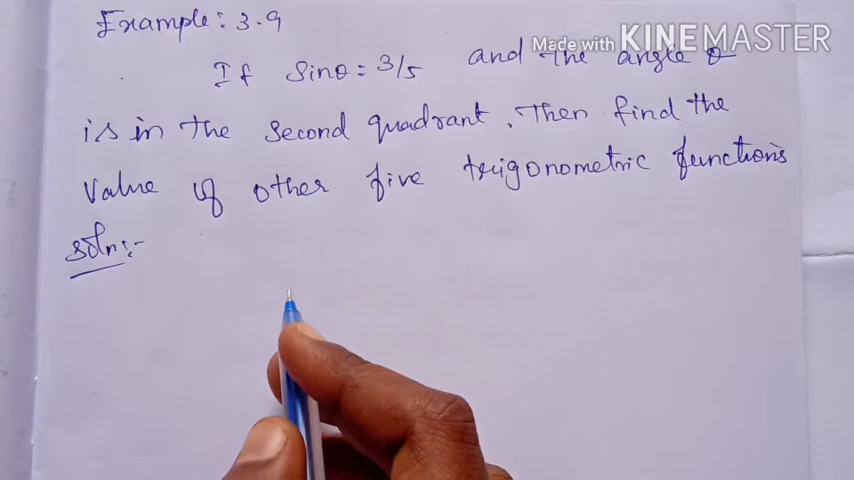 Example: 3.9
Made with KINEMASTER
If sinθ = 3/5 and the angle θ
is in the second quadrant, Then find the
Value of other five trigonometric functions
soln:-